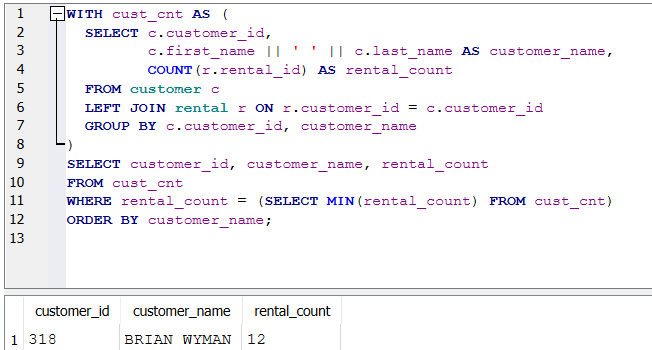 1 WITH cust_cnt AS (
2 SELECT c.customer_id,
3 c.first_name || ' ' || c.last_name AS customer_name,
4 COUNT(r.rental_id) AS rental_count
5 FROM customer c
6 LEFT JOIN rental r ON r.customer_id = c.customer_id
7 GROUP BY c.customer_id, customer_name
8 )
9 SELECT customer_id, customer_name, rental_count
10 FROM cust_cnt
11 WHERE rental_count = (SELECT MIN(rental_count) FROM cust_cnt)
12 ORDER BY customer_name;
13
customer_id customer_name rental_count
1 318 BRIAN WYMAN 12